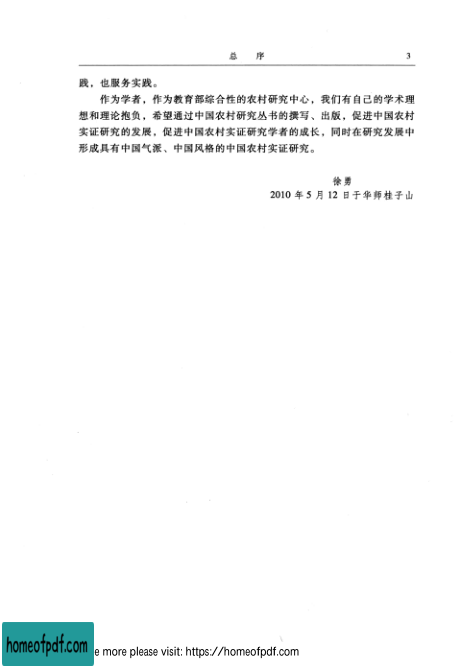 总 序 3
践，也服务实践。
作为学者，作为教育部综合性的农村研究中心，我们有自己的学术理
想和理论抱负，希望通过中国农村研究丛书的撰写、出版，促进中国农村
实证研究的发展，促进中国农村实证研究学者的成长，同时在研究发展中
形成具有中国气派、中国风格的中国农村实证研究。
徐勇
2010 年 5 月 12 日于华师桂子山
homeofpdf.com
e more please visit: https://homeofpdf.com